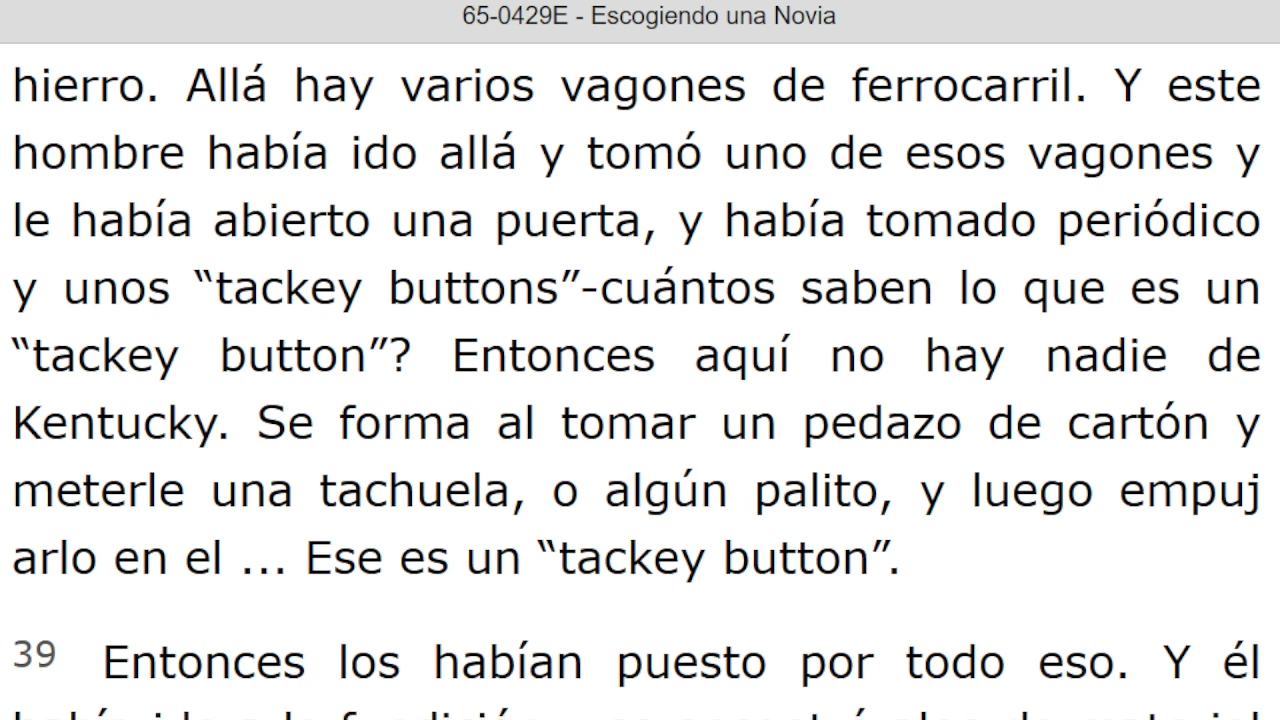 65-0429E - Escogiendo una Novia
hierro. Allá hay varios vagones de ferrocarril. Y este
hombre había ido allá y tomó uno de esos vagones y
le había abierto una puerta, y había tomado periódico
y unos “tackey buttons”-cuántos saben lo que es un
“tackey button”? Entonces aquí no hay nadie de
Kentucky. Se forma al tomar un pedazo de cartón y
meterle una tachuela, o algún palito, y luego empuj
arlo en el ... Ese es un “tackey button”.
39 Entonces los habían puesto por todo eso. Y él